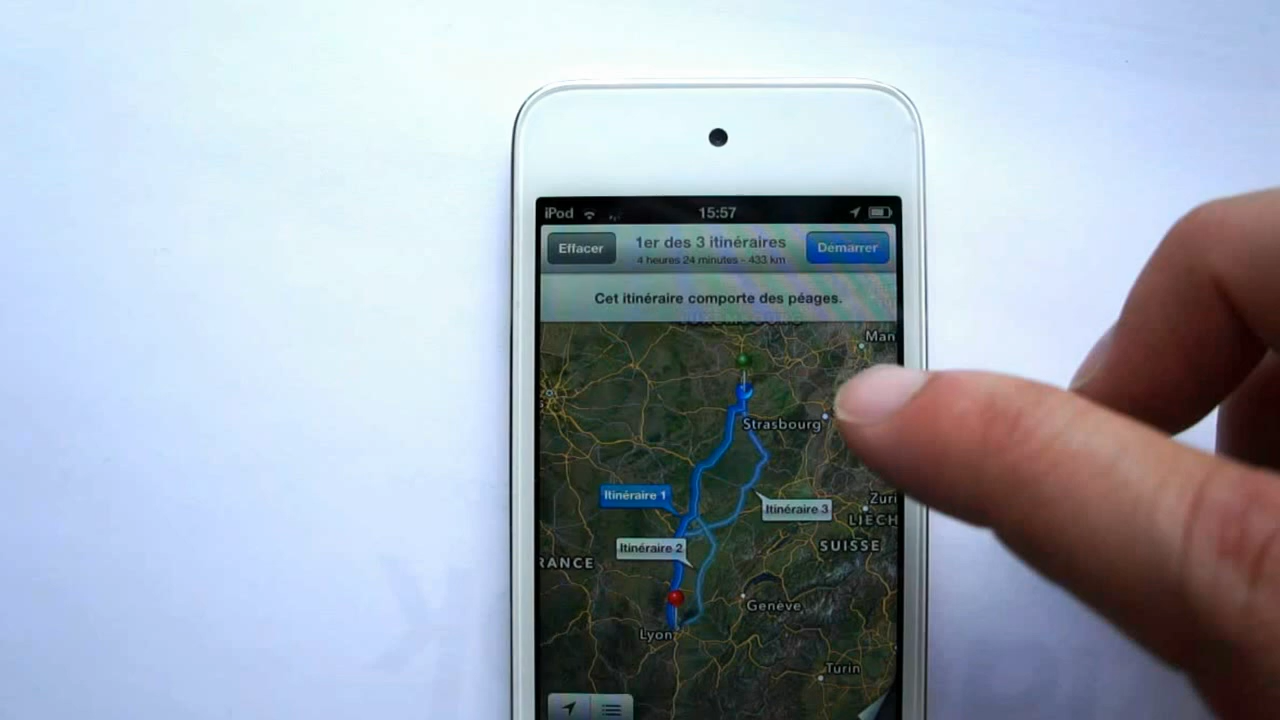 iPod 15:57
Effacer 1er des 3 itinéraires Démarrer
4 heures 24 minutes - 433 km
Cet itinéraire comporte des péages.
Man
Strasbourg
Itinéraire 1
Zuri
Itinéraire 3
LIECH
SUISSE
Itinéraire 2
RANCE
Genève
Lyon
Turin